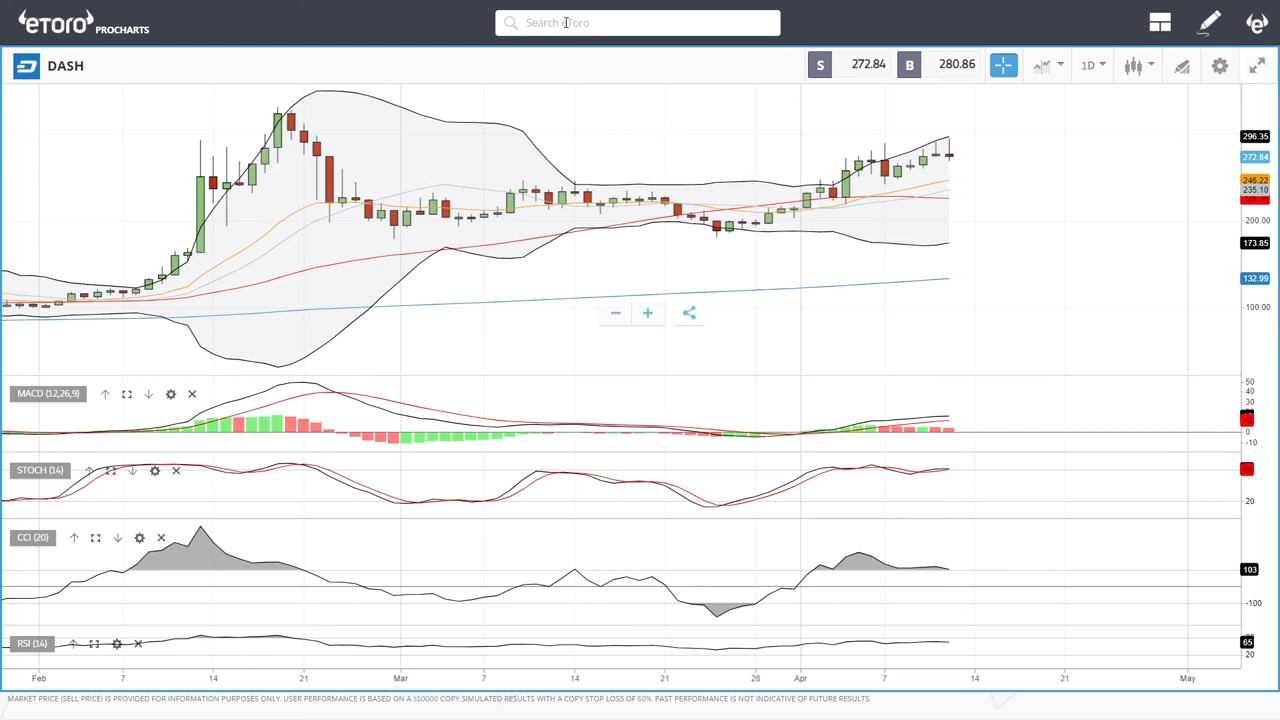 eToro PROCHARTS
Search eToro
DASH
S 272.84 B 280.86
1D
296.35
272.84
246.22
235.10
200.00
173.85
132.99
100.00
MACD (12,26,9)
50
40
30
0
-10
STOCH (14)
20
CCI (20)
103
-100
RSI (14)
65
20
Feb 7 14 21 Mar 7 14 21 28 Apr 7 14 21 May
MARKET PRICE (SELL PRICE) IS PROVIDED FOR INFORMATION PURPOSES ONLY. USER PERFORMANCE IS BASED ON A $10000 COPY SIMULATED RESULTS WITH A COPY STOP LOSS OF 60%. PAST PERFORMANCE IS NOT INDICATIVE OF FUTURE RESULTS.